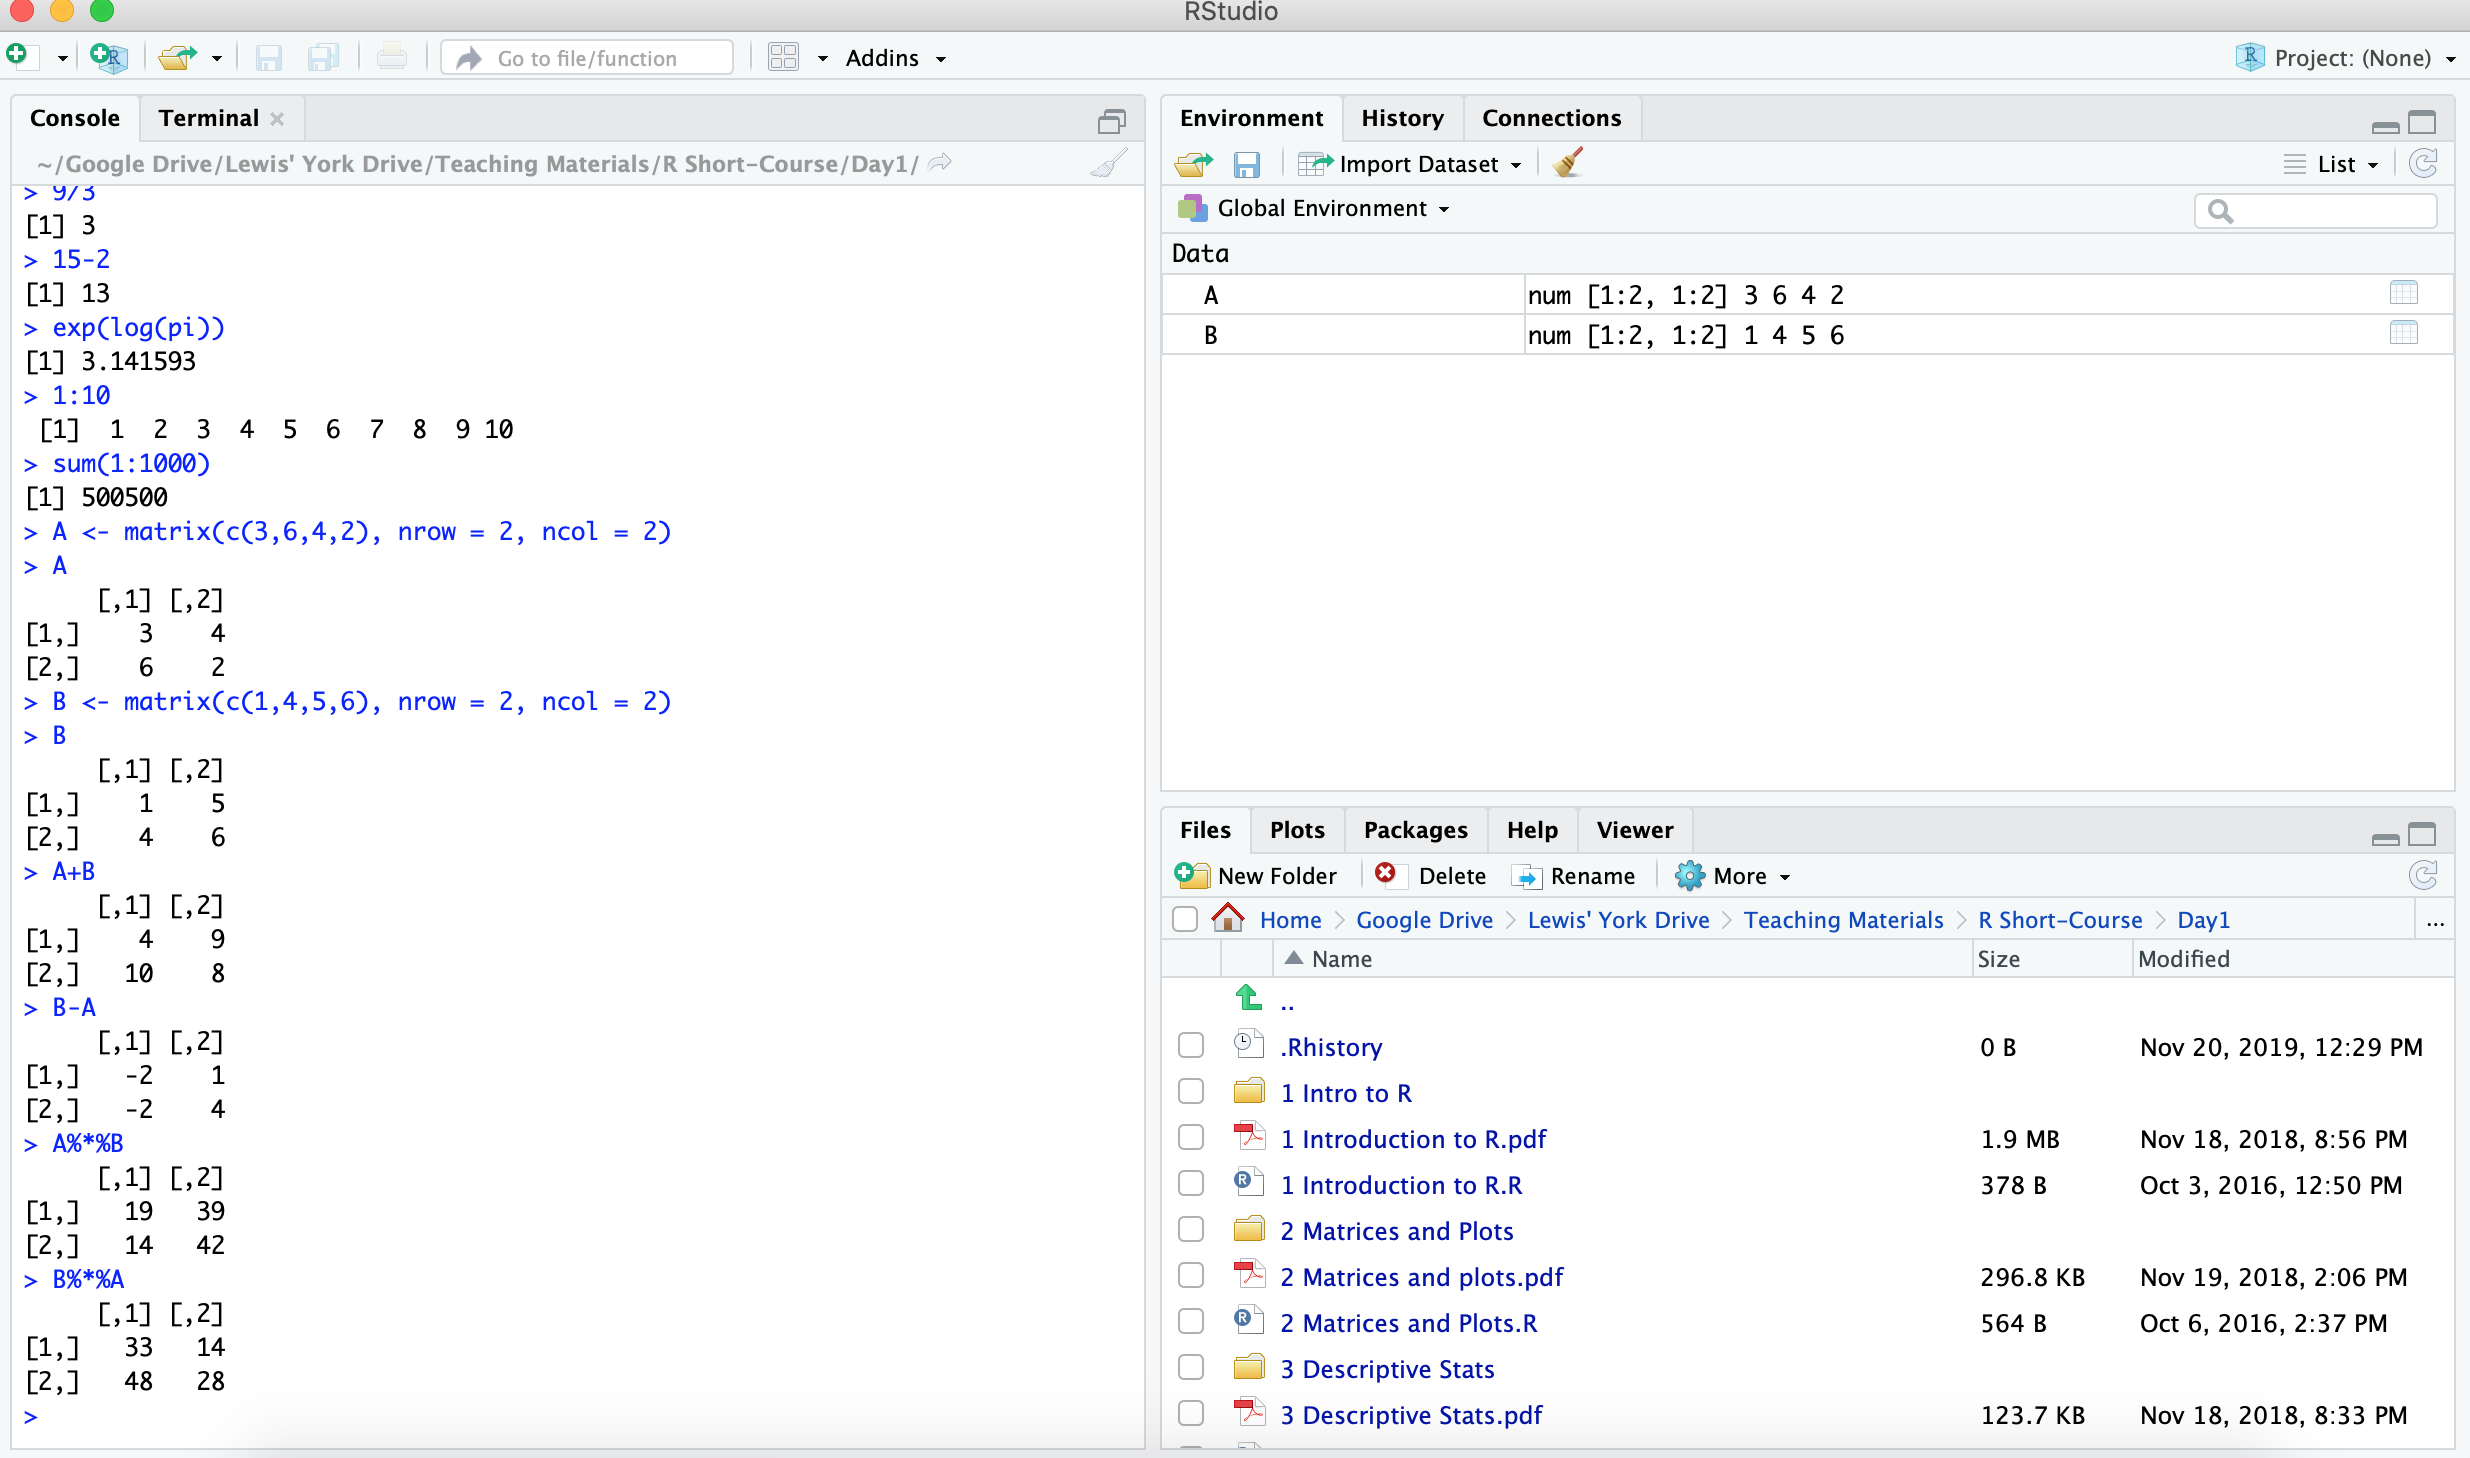 RStudio
Go to file/function
Addins
Project: (None)
Console
Terminal
~/Google Drive/Lewis' York Drive/Teaching Materials/R Short-Course/Day1/
> 9/3
[1] 3
> 15-2
[1] 13
> exp(log(pi))
[1] 3.141593
> 1:10
 [1]  1  2  3  4  5  6  7  8  9 10
> sum(1:1000)
[1] 500500
> A <- matrix(c(3,6,4,2), nrow = 2, ncol = 2)
> A
     [,1] [,2]
[1,]    3    4
[2,]    6    2
> B <- matrix(c(1,4,5,6), nrow = 2, ncol = 2)
> B
     [,1] [,2]
[1,]    1    5
[2,]    4    6
> A+B
     [,1] [,2]
[1,]    4    9
[2,]   10    8
> B-A
     [,1] [,2]
[1,]   -2    1
[2,]   -2    4
> A%*%B
     [,1] [,2]
[1,]   19   39
[2,]   14   42
> B%*%A
     [,1] [,2]
[1,]   33   14
[2,]   48   28
>
Environment
History
Connections
Import Dataset
List
Global Environment
Data
A num [1:2, 1:2] 3 6 4 2
B num [1:2, 1:2] 1 4 5 6
Files
Plots
Packages
Help
Viewer
New Folder
Delete
Rename
More
Home > Google Drive > Lewis' York Drive > Teaching Materials > R Short-Course > Day1 ...
Name Size Modified
..
.Rhistory 0 B Nov 20, 2019, 12:29 PM
1 Intro to R
1 Introduction to R.pdf 1.9 MB Nov 18, 2018, 8:56 PM
1 Introduction to R.R 378 B Oct 3, 2016, 12:50 PM
2 Matrices and Plots
2 Matrices and plots.pdf 296.8 KB Nov 19, 2018, 2:06 PM
2 Matrices and Plots.R 564 B Oct 6, 2016, 2:37 PM
3 Descriptive Stats
3 Descriptive Stats.pdf 123.7 KB Nov 18, 2018, 8:33 PM